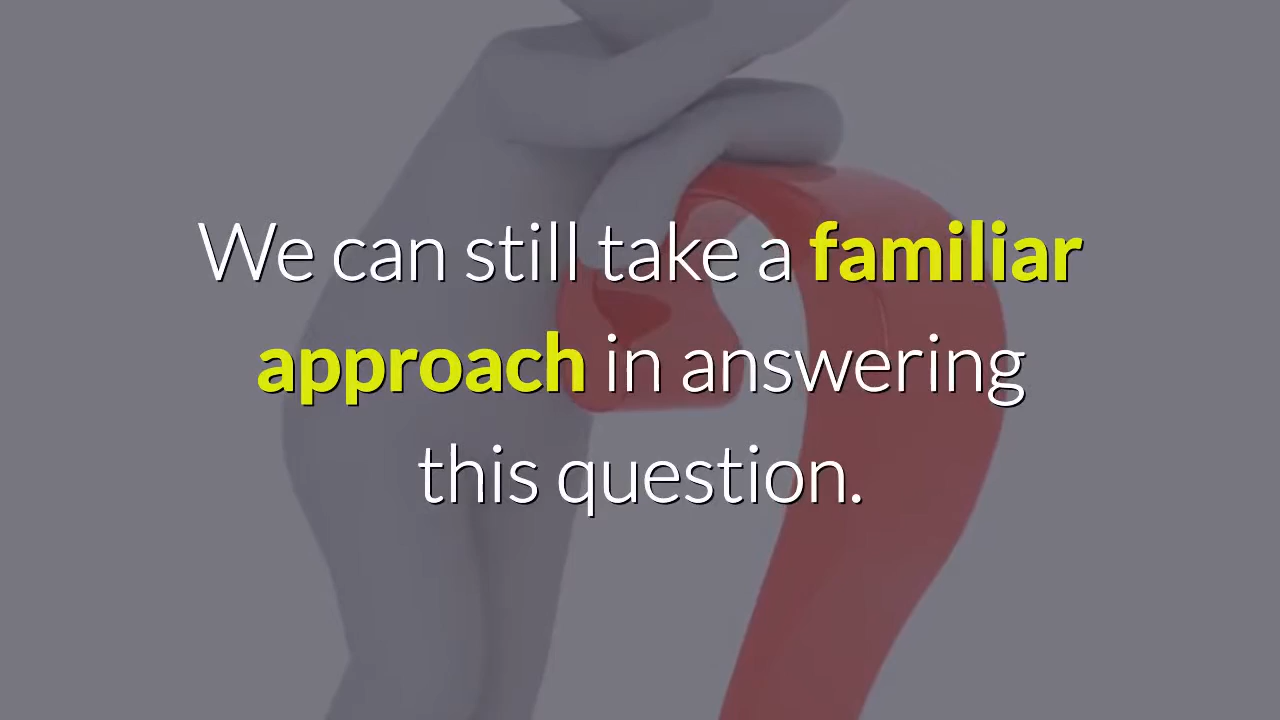 We can still take a familiar
approach in answering
this question.